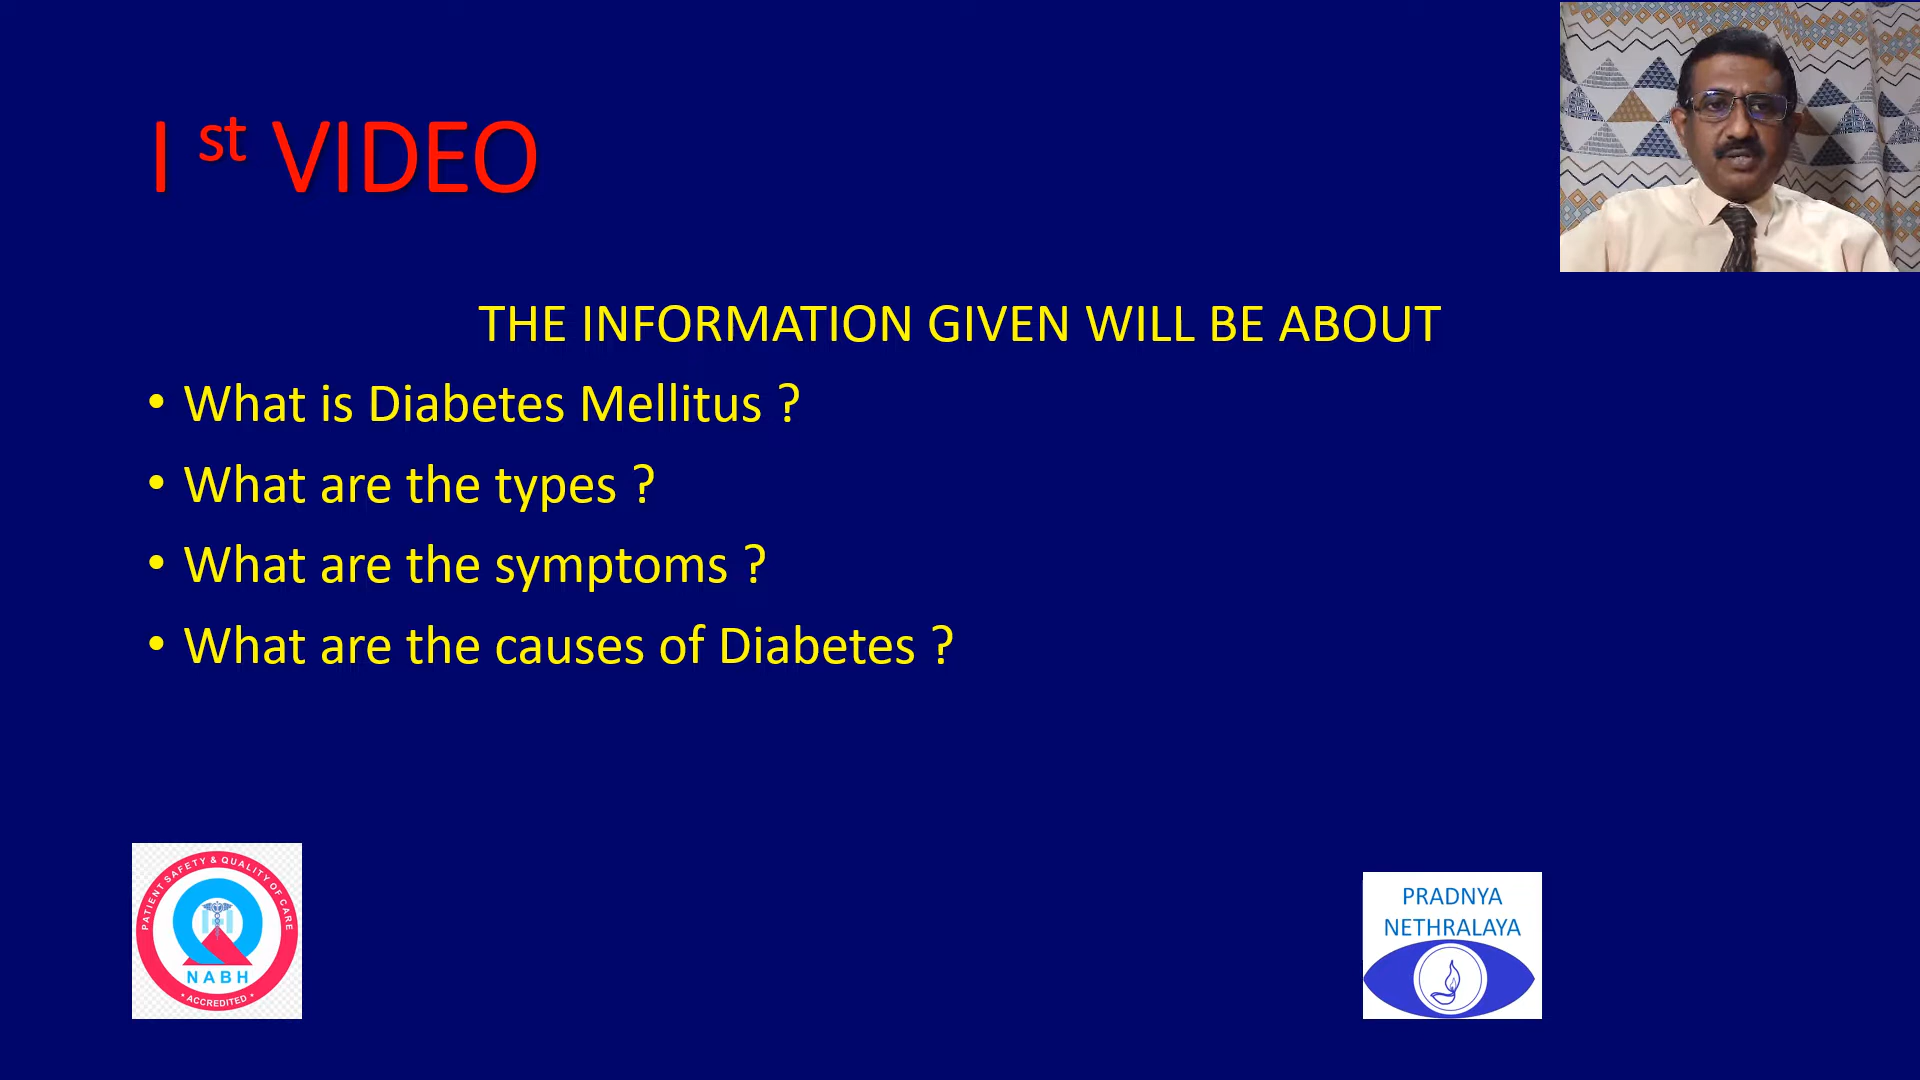 I st VIDEO
THE INFORMATION GIVEN WILL BE ABOUT
• What is Diabetes Mellitus ?
• What are the types ?
• What are the symptoms ?
• What are the causes of Diabetes ?
PATIENT SAFETY & QUALITY OF CARE
NABH
• ACCREDITED •
PRADNYA
NETHRALAYA